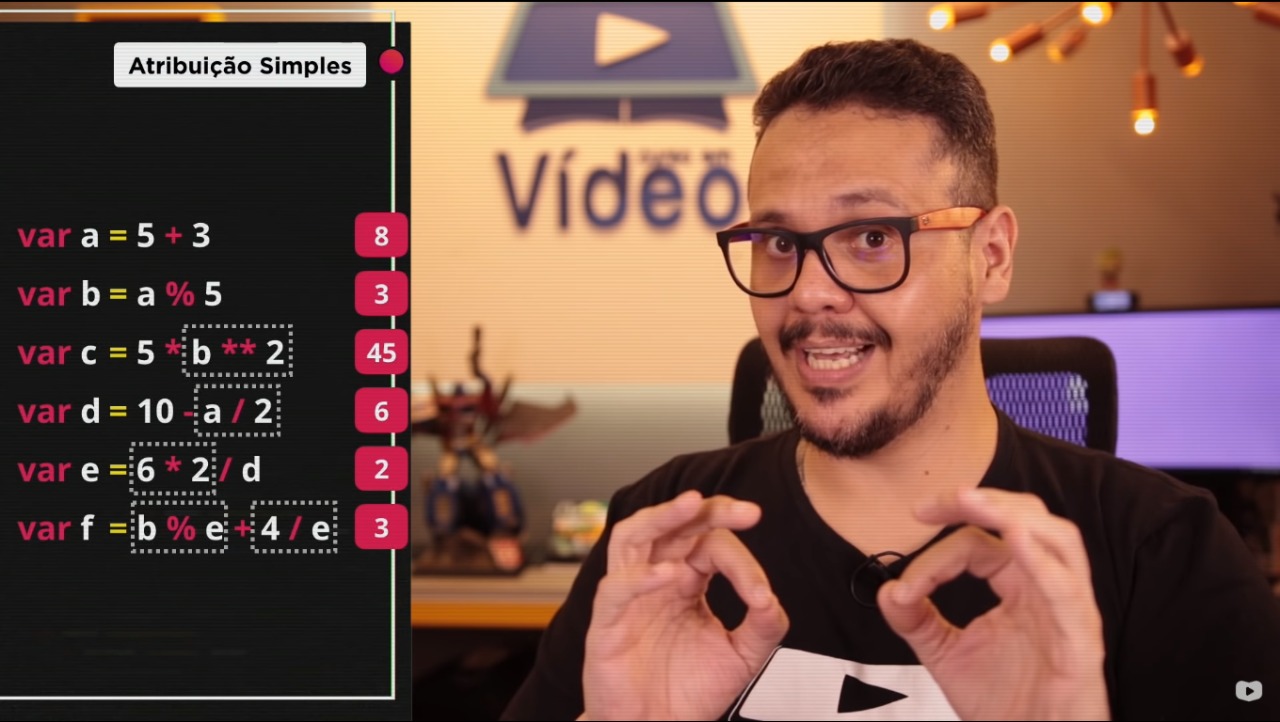 Atribuição Simples
var a = 5 + 3 8
var b = a % 5 3
var c = 5 * b ** 2 45
var d = 10 - a / 2 6
var e = 6 * 2 / d 2
var f = b % e + 4 / e 3
Vídeo